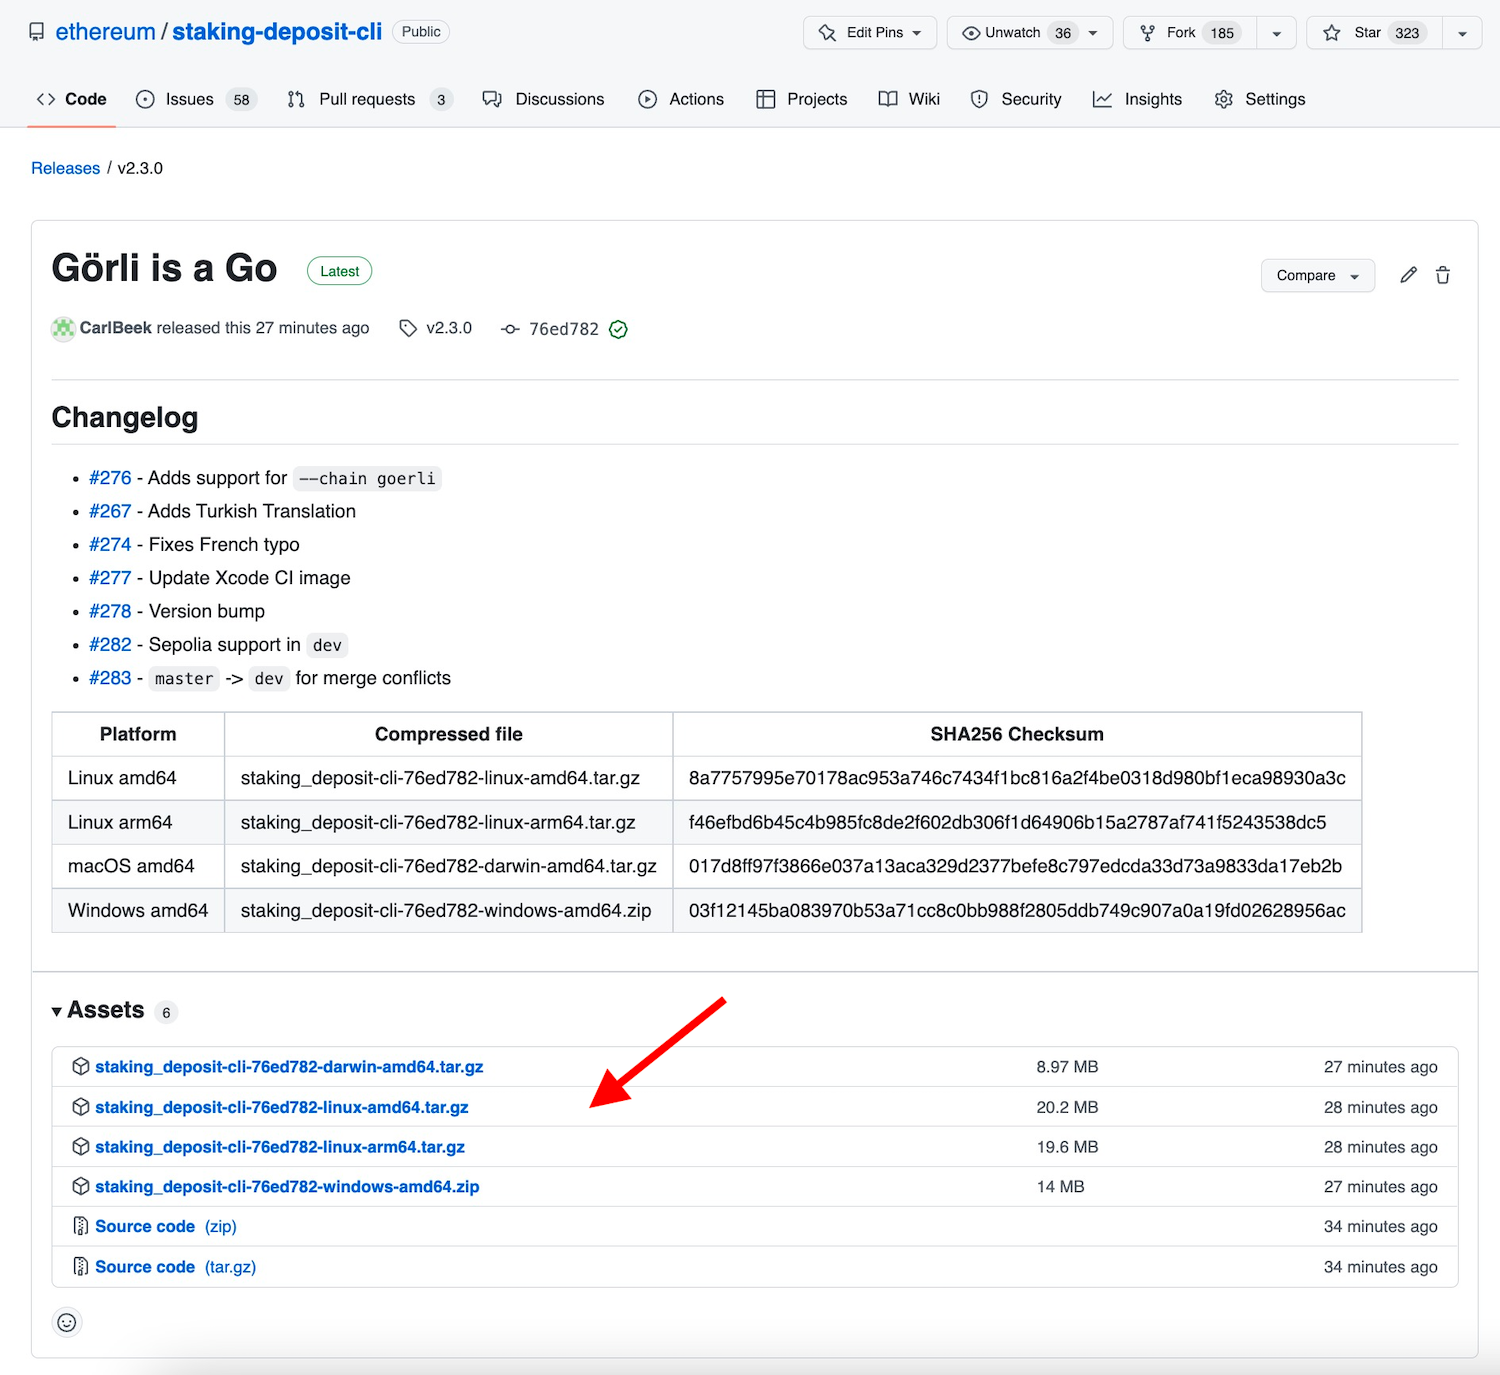 ethereum / staking-deposit-cli Public Edit Pins Unwatch 36 Fork 185 Star 323
Code Issues 58 Pull requests 3 Discussions Actions Projects Wiki Security Insights Settings
Releases / v2.3.0
Görli is a Go Latest Compare
CarlBeek released this 27 minutes ago v2.3.0 76ed782
Changelog
• #276 - Adds support for --chain goerli
• #267 - Adds Turkish Translation
• #274 - Fixes French typo
• #277 - Update Xcode CI image
• #278 - Version bump
• #282 - Sepolia support in dev
• #283 - master -> dev for merge conflicts
Platform Compressed file SHA256 Checksum
Linux amd64 staking_deposit-cli-76ed782-linux-amd64.tar.gz 8a7757995e70178ac953a746c7434f1bc816a2f4be0318d980bf1eca98930a3c
Linux arm64 staking_deposit-cli-76ed782-linux-arm64.tar.gz f46efbd6b45c4b985fc8de2f602db306f1d64906b15a2787af741f5243538dc5
macOS amd64 staking_deposit-cli-76ed782-darwin-amd64.tar.gz 017d8ff97f3866e037a13aca329d2377befe8c797edcda33d73a9833da17eb2b
Windows amd64 staking_deposit-cli-76ed782-windows-amd64.zip 03f12145ba083970b53a71cc8c0bb988f2805ddb749c907a0a19fd02628956ac
Assets 6
staking_deposit-cli-76ed782-darwin-amd64.tar.gz 8.97 MB 27 minutes ago
staking_deposit-cli-76ed782-linux-amd64.tar.gz 20.2 MB 28 minutes ago
staking_deposit-cli-76ed782-linux-arm64.tar.gz 19.6 MB 28 minutes ago
staking_deposit-cli-76ed782-windows-amd64.zip 14 MB 27 minutes ago
Source code (zip) 34 minutes ago
Source code (tar.gz) 34 minutes ago